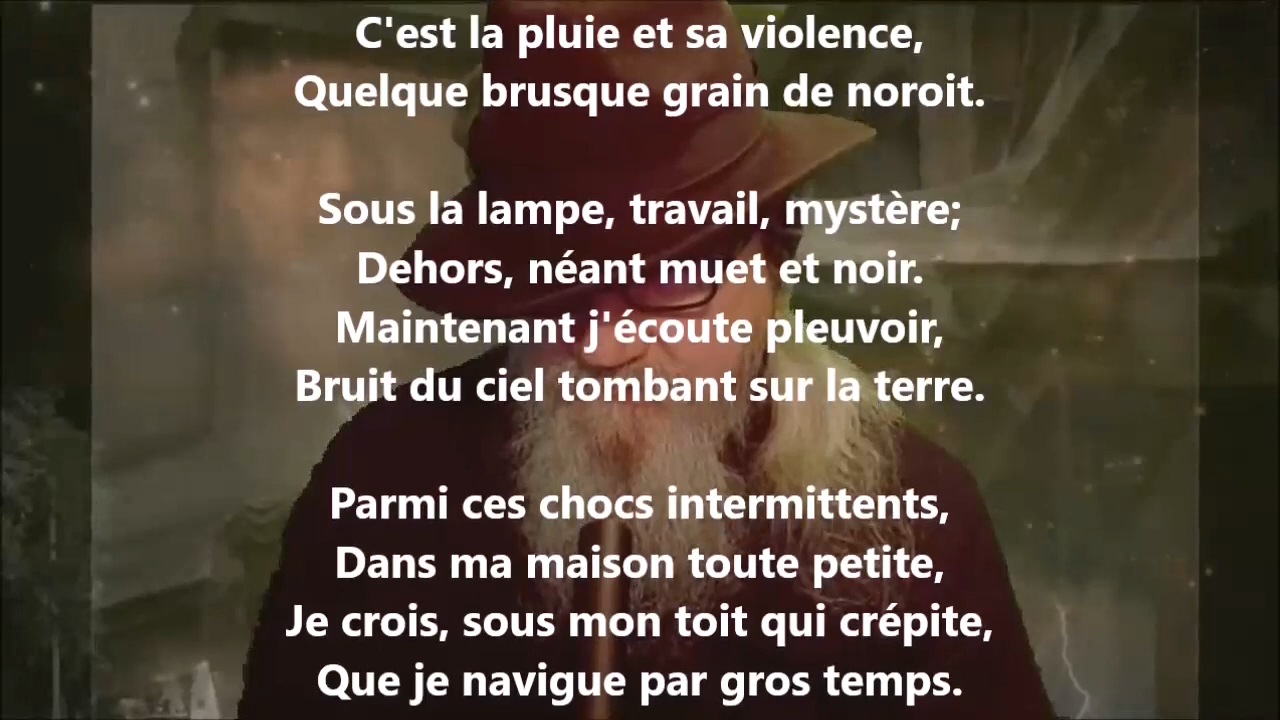 C'est la pluie et sa violence,
Quelque brusque grain de noroit.
Sous la lampe, travail, mystère;
Dehors, néant muet et noir.
Maintenant j'écoute pleuvoir,
Bruit du ciel tombant sur la terre.
Parmi ces chocs intermittents,
Dans ma maison toute petite,
Je crois, sous mon toit qui crépite,
Que je navigue par gros temps.